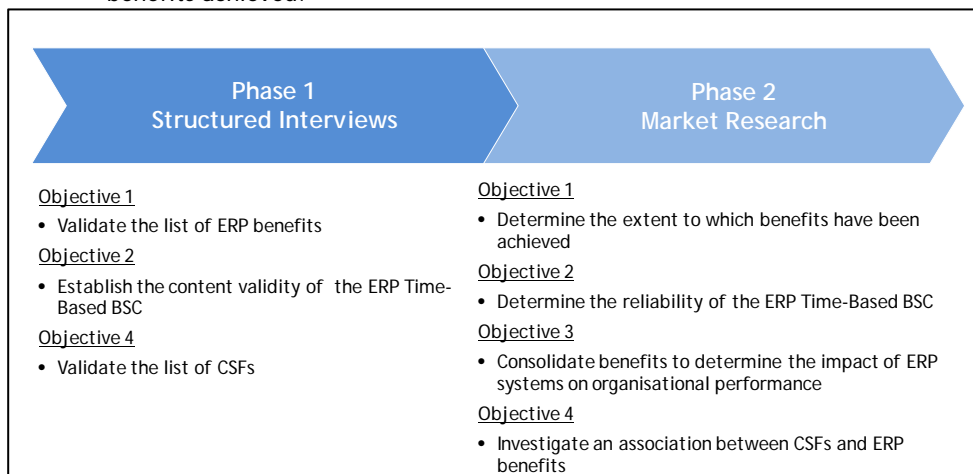 benefits achieved.
Phase 1
Structured Interviews
Phase 2
Market Research
Objective 1
• Validate the list of ERP benefits
Objective 2
• Establish the content validity of the ERP Time-
Based BSC
Objective 4
• Validate the list of CSFs
Objective 1
• Determine the extent to which benefits have been
achieved
Objective 2
• Determine the reliability of the ERP Time-Based BSC
Objective 3
• Consolidate benefits to determine the impact of ERP
systems on organisational performance
Objective 4
• Investigate an association between CSFs and ERP
benefits